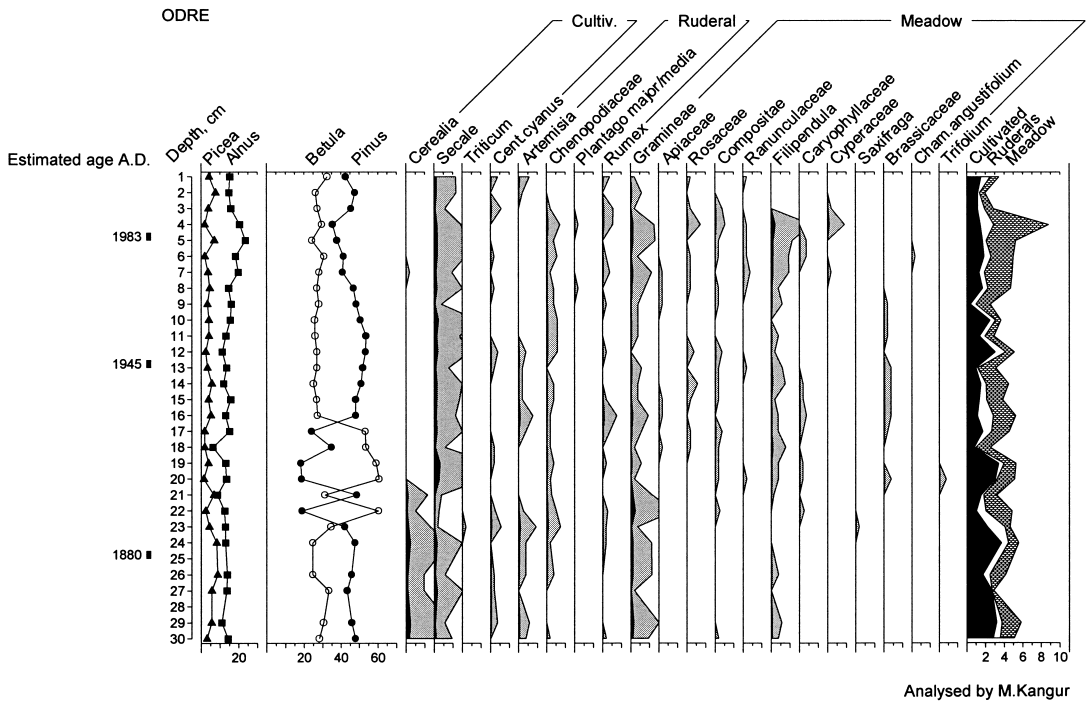 ODRE
Cultiv. Ruderal Meadow
Estimated age A.D.
Depth, cm
Picea
Alnus
Betula
Pinus
Cerealia
Secale
Triticum
Cent.cyanus
Artemisia
Chenopodiaceae
Plantago major/media
Rumex
Gramineae
Apiaceae
Rosaceae
Compositae
Ranunculaceae
Filipendula
Caryophyllaceae
Cyperaceae
Saxifraga
Brassicaceae
Cham.angustifolium
Trifolium
Cultivated
Ruderals
Meadow
1
2
3
4
1983
5
6
7
8
9
10
11
12
1945
13
14
15
16
17
18
19
20
21
22
23
24
1880
25
26
27
28
29
30
20 20 40 60 2 4 6 8 10
Analysed by M.Kangur